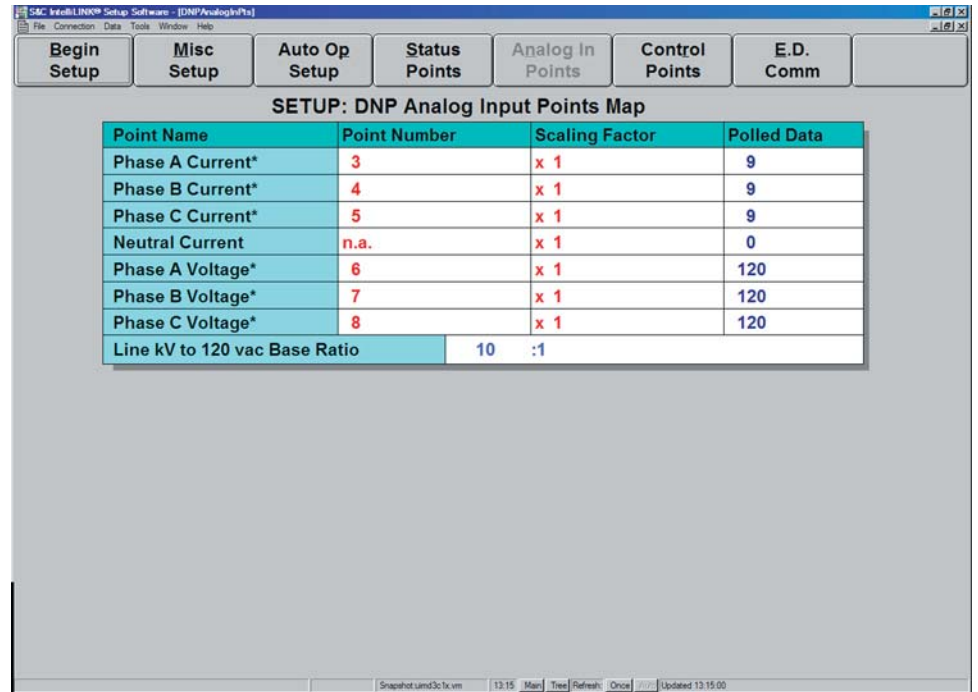 S&C IntelliLINK® Setup Software - [DNPAnalogInPts]
File Connection Data Tools Window Help
Begin Setup Misc Setup Auto Op Setup Status Points Analog In Points Control Points E.D. Comm
SETUP: DNP Analog Input Points Map
Point Name Point Number Scaling Factor Polled Data
Phase A Current* 3 x 1 9
Phase B Current* 4 x 1 9
Phase C Current* 5 x 1 9
Neutral Current n.a. x 1 0
Phase A Voltage* 6 x 1 120
Phase B Voltage* 7 x 1 120
Phase C Voltage* 8 x 1 120
Line kV to 120 vac Base Ratio 10 :1
13:15 Main Tree Refresh: Once Auto Updated 13:15:00